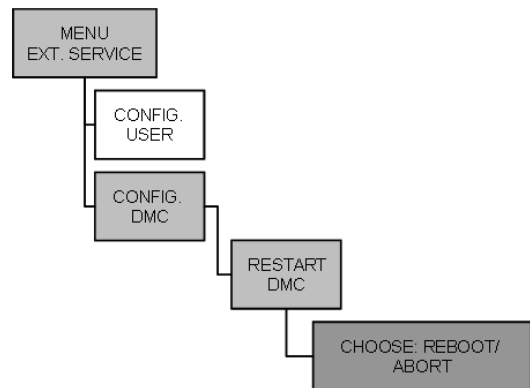 MENU
EXT. SERVICE
CONFIG.
USER
CONFIG.
DMC
RESTART
DMC
CHOOSE: REBOOT/
ABORT